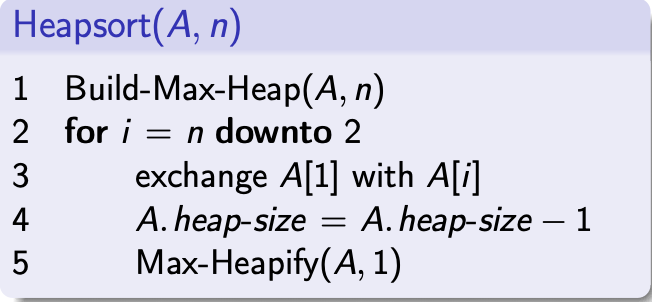 Heapsort(A, n)
1 Build-Max-Heap(A, n)
2 for i = n downto 2
3 exchange A[1] with A[i]
4 A.heap-size = A.heap-size − 1
5 Max-Heapify(A, 1)